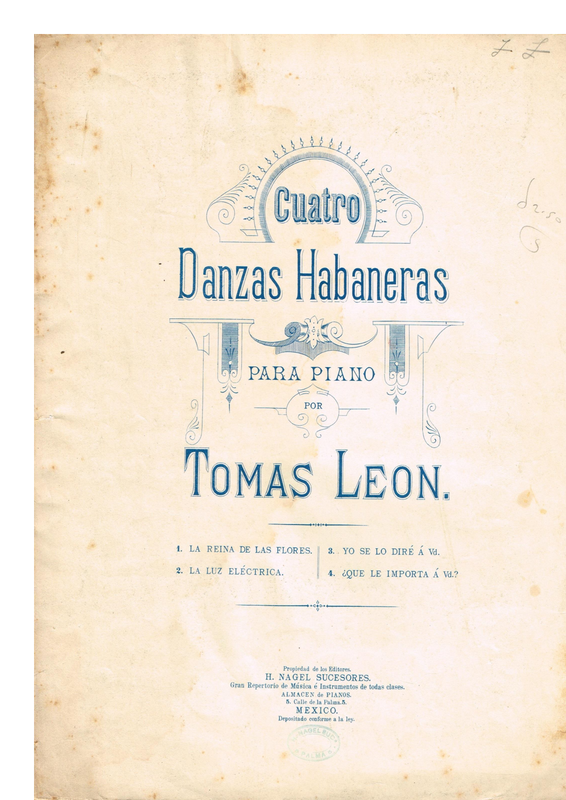 Cuatro
Danzas Habaneras
PARA PIANO
POR
TOMAS LEON.
1. LA REINA DE LAS FLORES.
2. LA LUZ ELÉCTRICA.
3. YO SE LO DIRÉ Á Vd.
4. ¿QUE LE IMPORTA Á Vd.?
Propiedad de los Editores.
H. NAGEL SUCESORES.
Gran Repertorio de Música é Instrumentos de todas clases.
ALMACEN de PIANOS.
5. Calle de la Palma.5.
MEXICO.
Depositado conforme a la ley.